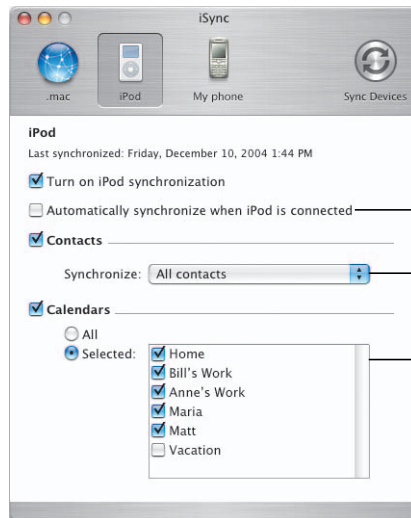 iSync
.mac
iPod
My phone
Sync Devices
iPod
Last synchronized: Friday, December 10, 2004 1:44 PM
Turn on iPod synchronization
Automatically synchronize when iPod is connected
Contacts
Synchronize: All contacts
Calendars
All
Selected:
Home
Bill's Work
Anne's Work
Maria
Matt
Vacation